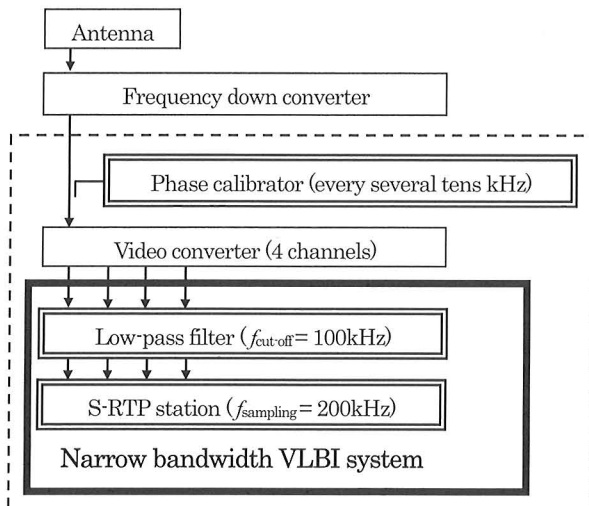 Antenna
Frequency down converter
Phase calibrator (every several tens kHz)
Video converter (4 channels)
Low-pass filter (fcut-off = 100kHz)
S-RTP station (fsampling = 200kHz)
Narrow bandwidth VLBI system